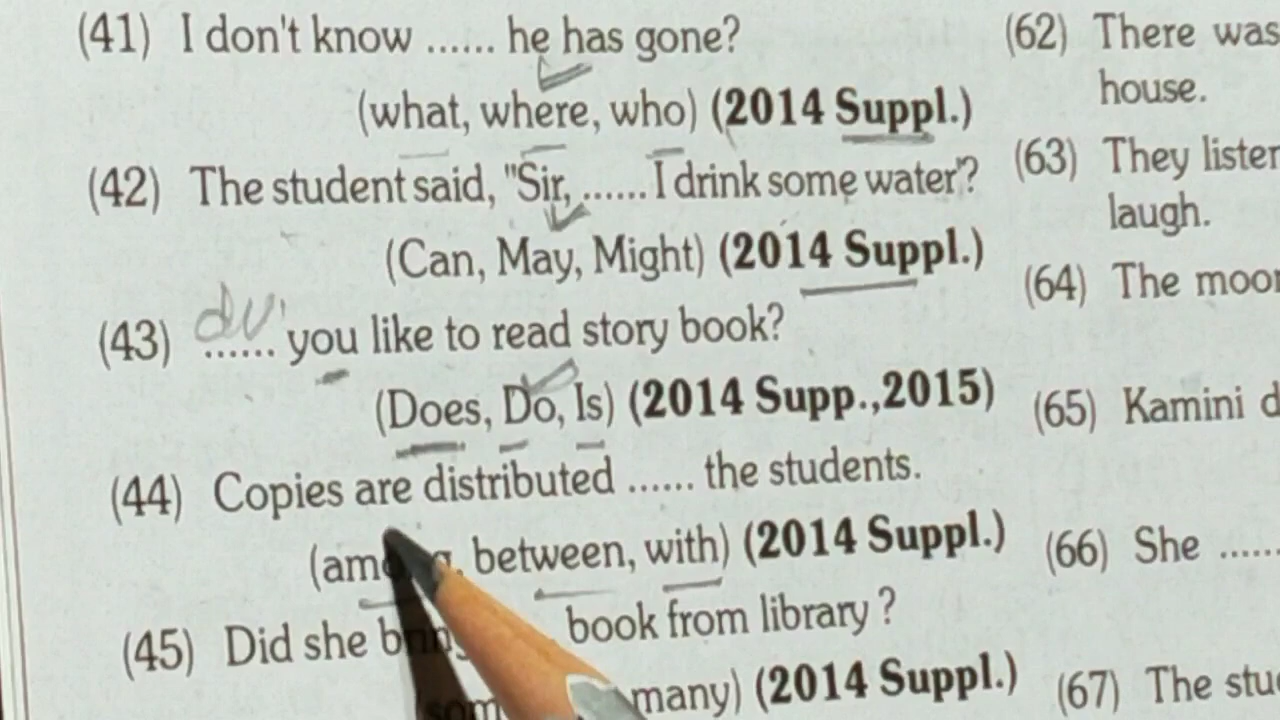 (41) I don't know ...... he has gone?
(what, where, who) (2014 Suppl.)
(42) The student said, "Sir, ...... I drink some water'?
(Can, May, Might) (2014 Suppl.)
(43) ...... you like to read story book?
(Does, Do, Is) (2014 Supp.,2015)
(44) Copies are distributed ...... the students.
between, with) (2014 Suppl.)
(45) Did she book from library ?
many) (2014 Suppl.)
(62) There was
house.
(63) They
laugh.
(64) The
(65) Kamini
(66) She ......
(67) The